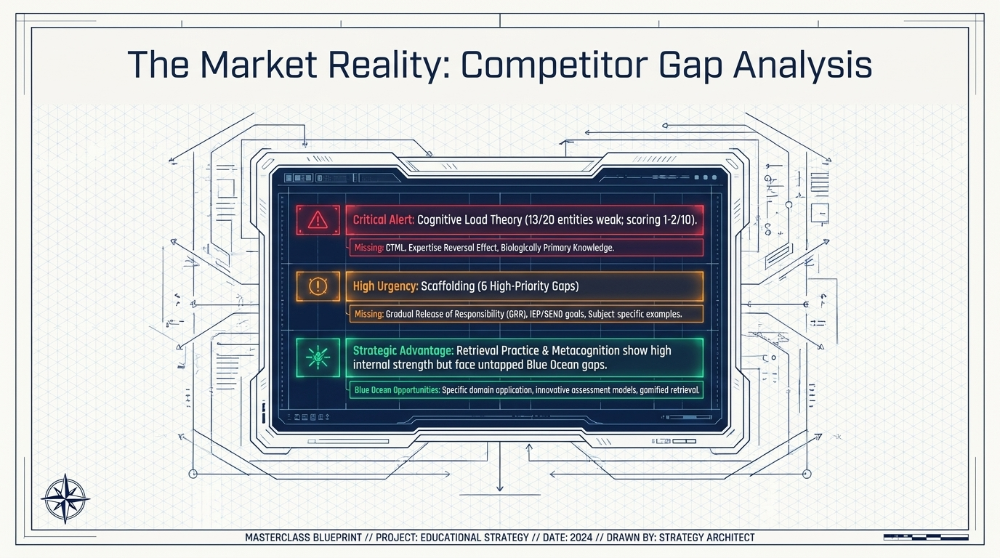 The Market Reality: Competitor Gap Analysis
Critical Alert: Cognitive Load Theory (13/20 entities weak; scoring 1-2/10).
Missing: CTML, Expertise Reversal Effect, Biologically Primary Knowledge.
High Urgency: Scaffolding (6 High-Priority Gaps)
Missing: Gradual Release of Responsibility (GRR), IEP/SEND goals, Subject specific examples.
Strategic Advantage: Retrieval Practice & Metacognition show high
internal strength but face untapped Blue Ocean gaps.
Blue Ocean Opportunities: Specific domain application, innovative assessment models, gamified retrieval.
MASTERCLASS BLUEPRINT // PROJECT: EDUCATIONAL STRATEGY // DATE: 2024 // DRAWN BY: STRATEGY ARCHITECT